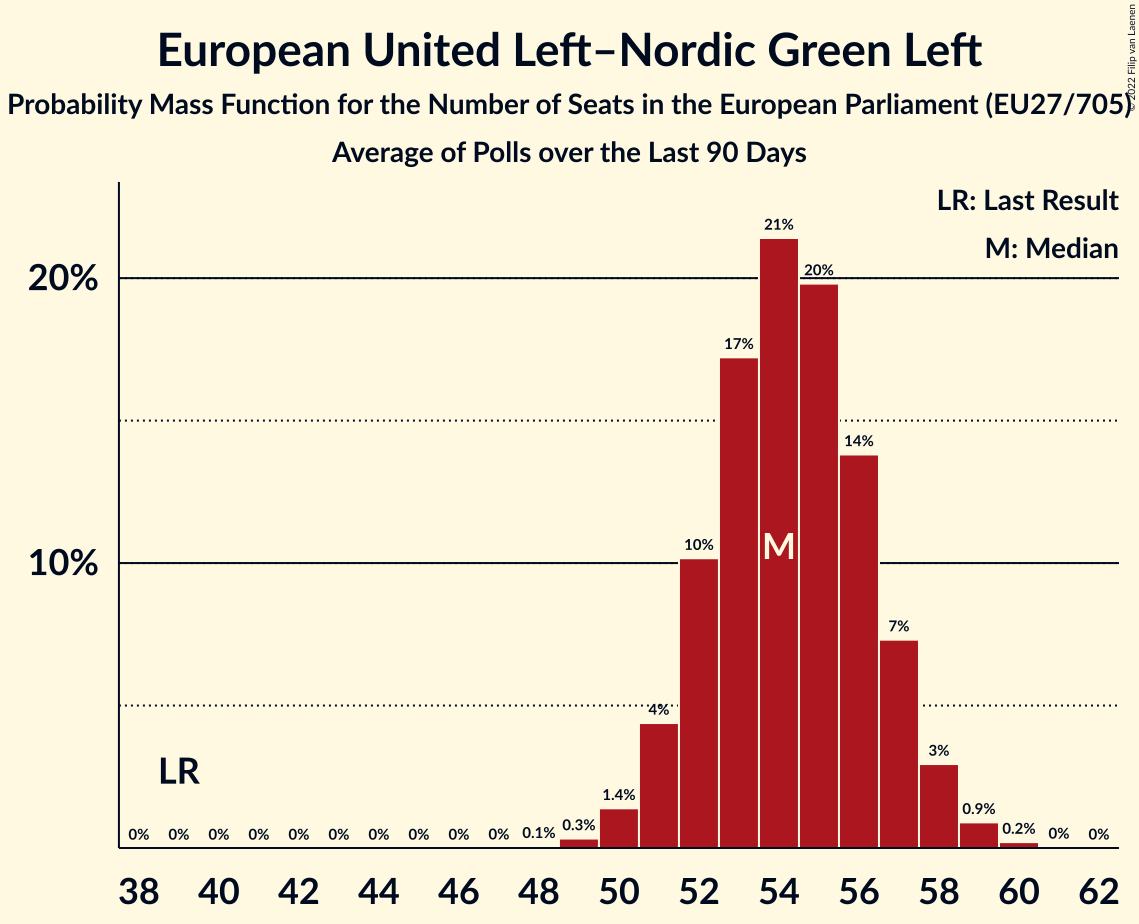 European United Left–Nordic Green Left
Probability Mass Function for the Number of Seats in the European Parliament (EU27/705)
Average of Polls over the Last 90 Days
© 2022 Filip van Laenen
LR: Last Result
M: Median
20%
10%
21%
20%
17%
14%
10%
M
7%
4%
3%
LR
0% 0% 0% 0% 0% 0% 0% 0% 0% 0% 0.1% 0.3% 1.4% 0.9% 0.2% 0% 0%
38 40 42 44 46 48 50 52 54 56 58 60 62